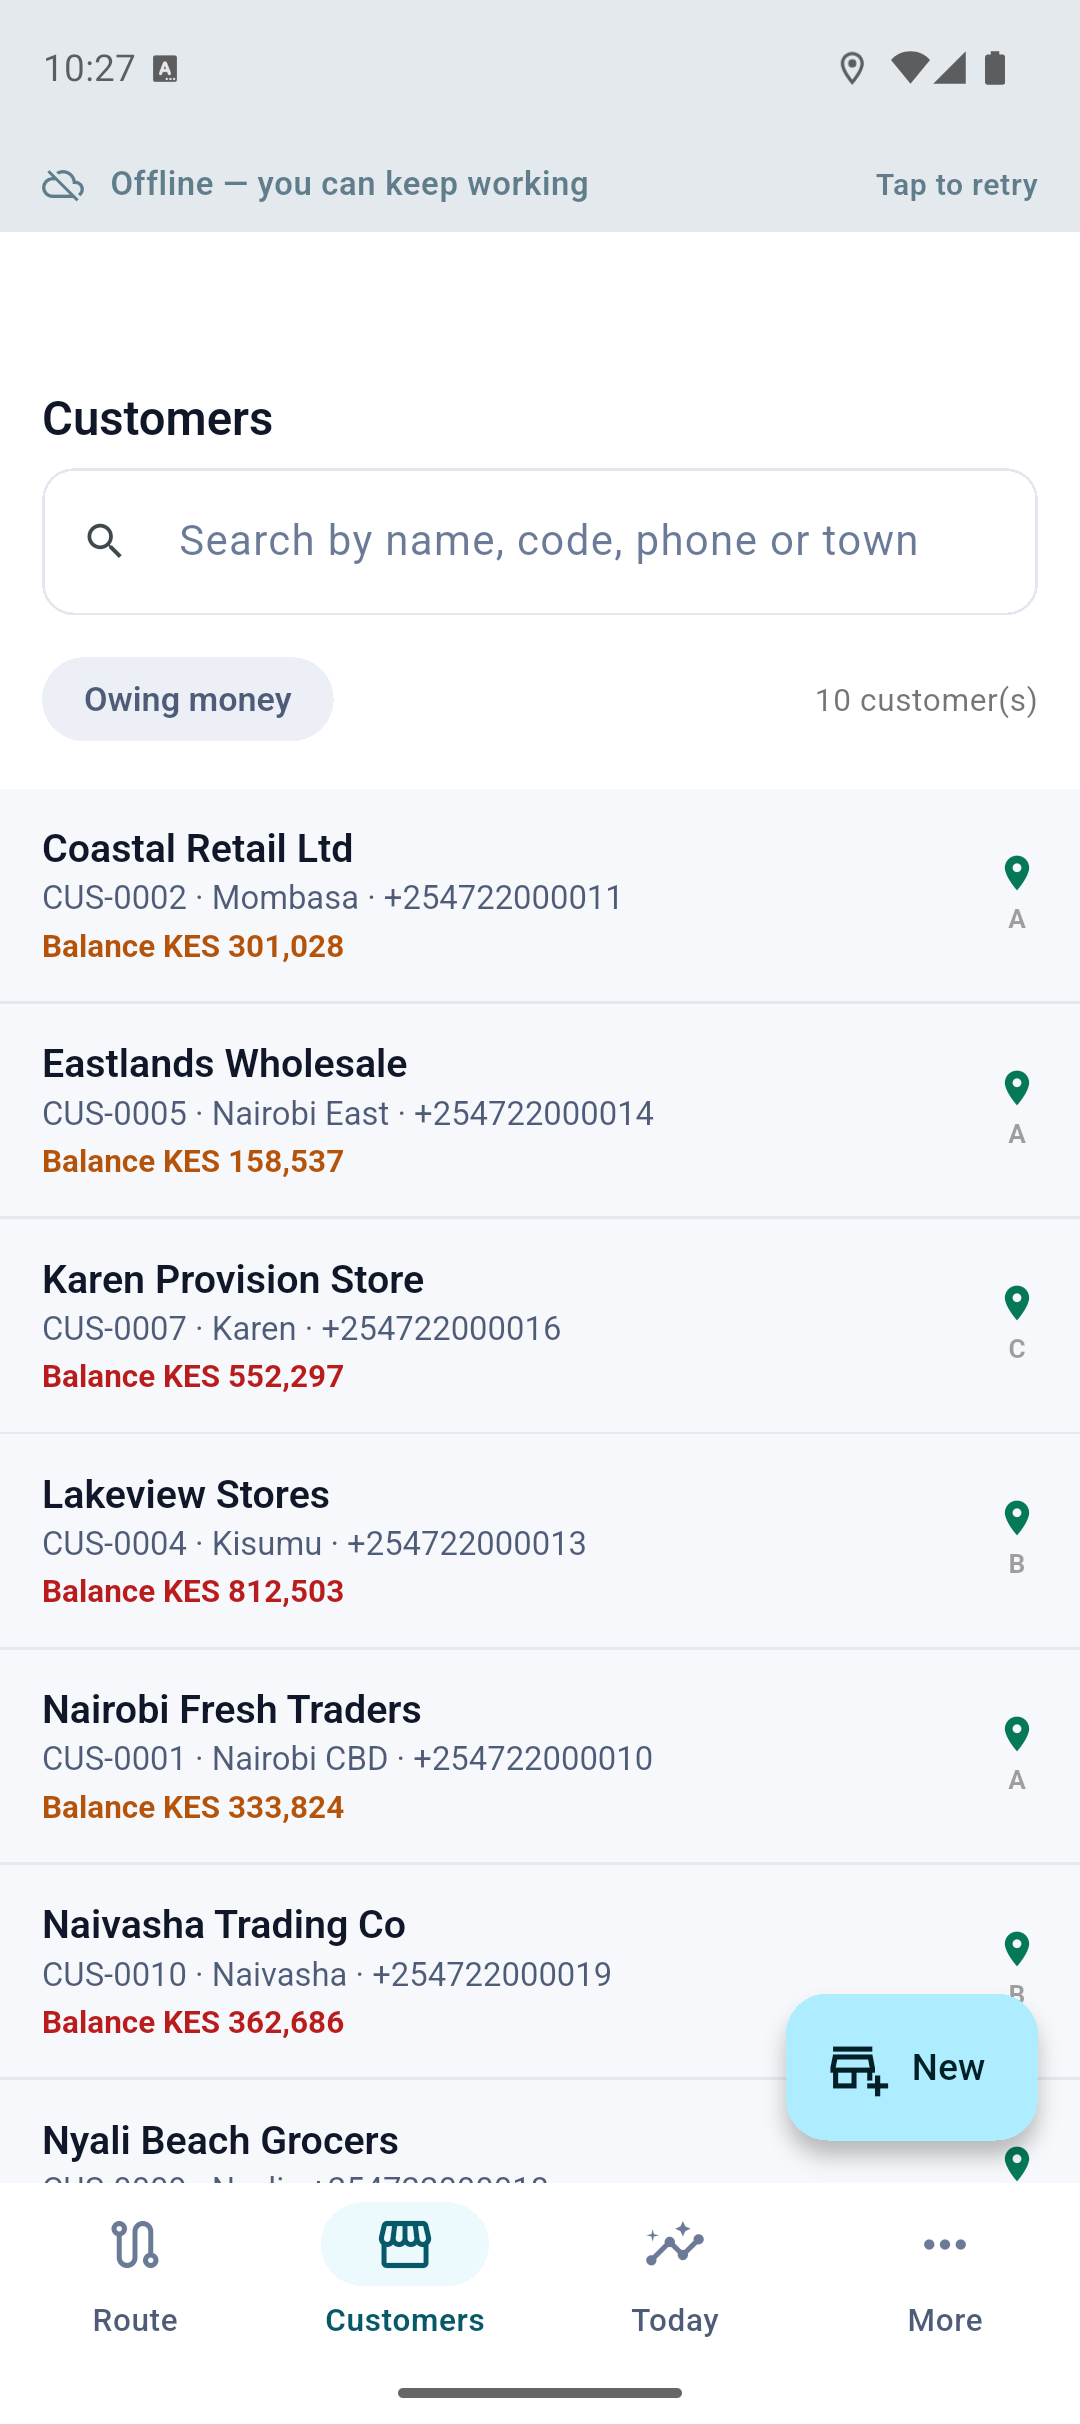 10:27
Offline — you can keep working
Tap to retry
Customers
Search by name, code, phone or town
Owing money
10 customer(s)
Coastal Retail Ltd
CUS-0002 · Mombasa · +254722000011
Balance KES 301,028
A
Eastlands Wholesale
CUS-0005 · Nairobi East · +254722000014
Balance KES 158,537
A
Karen Provision Store
CUS-0007 · Karen · +254722000016
Balance KES 552,297
C
Lakeview Stores
CUS-0004 · Kisumu · +254722000013
Balance KES 812,503
B
Nairobi Fresh Traders
CUS-0001 · Nairobi CBD · +254722000010
Balance KES 333,824
A
Naivasha Trading Co
CUS-0010 · Naivasha · +254722000019
Balance KES 362,686
B
New
Nyali Beach Grocers
Route
Customers
Today
More